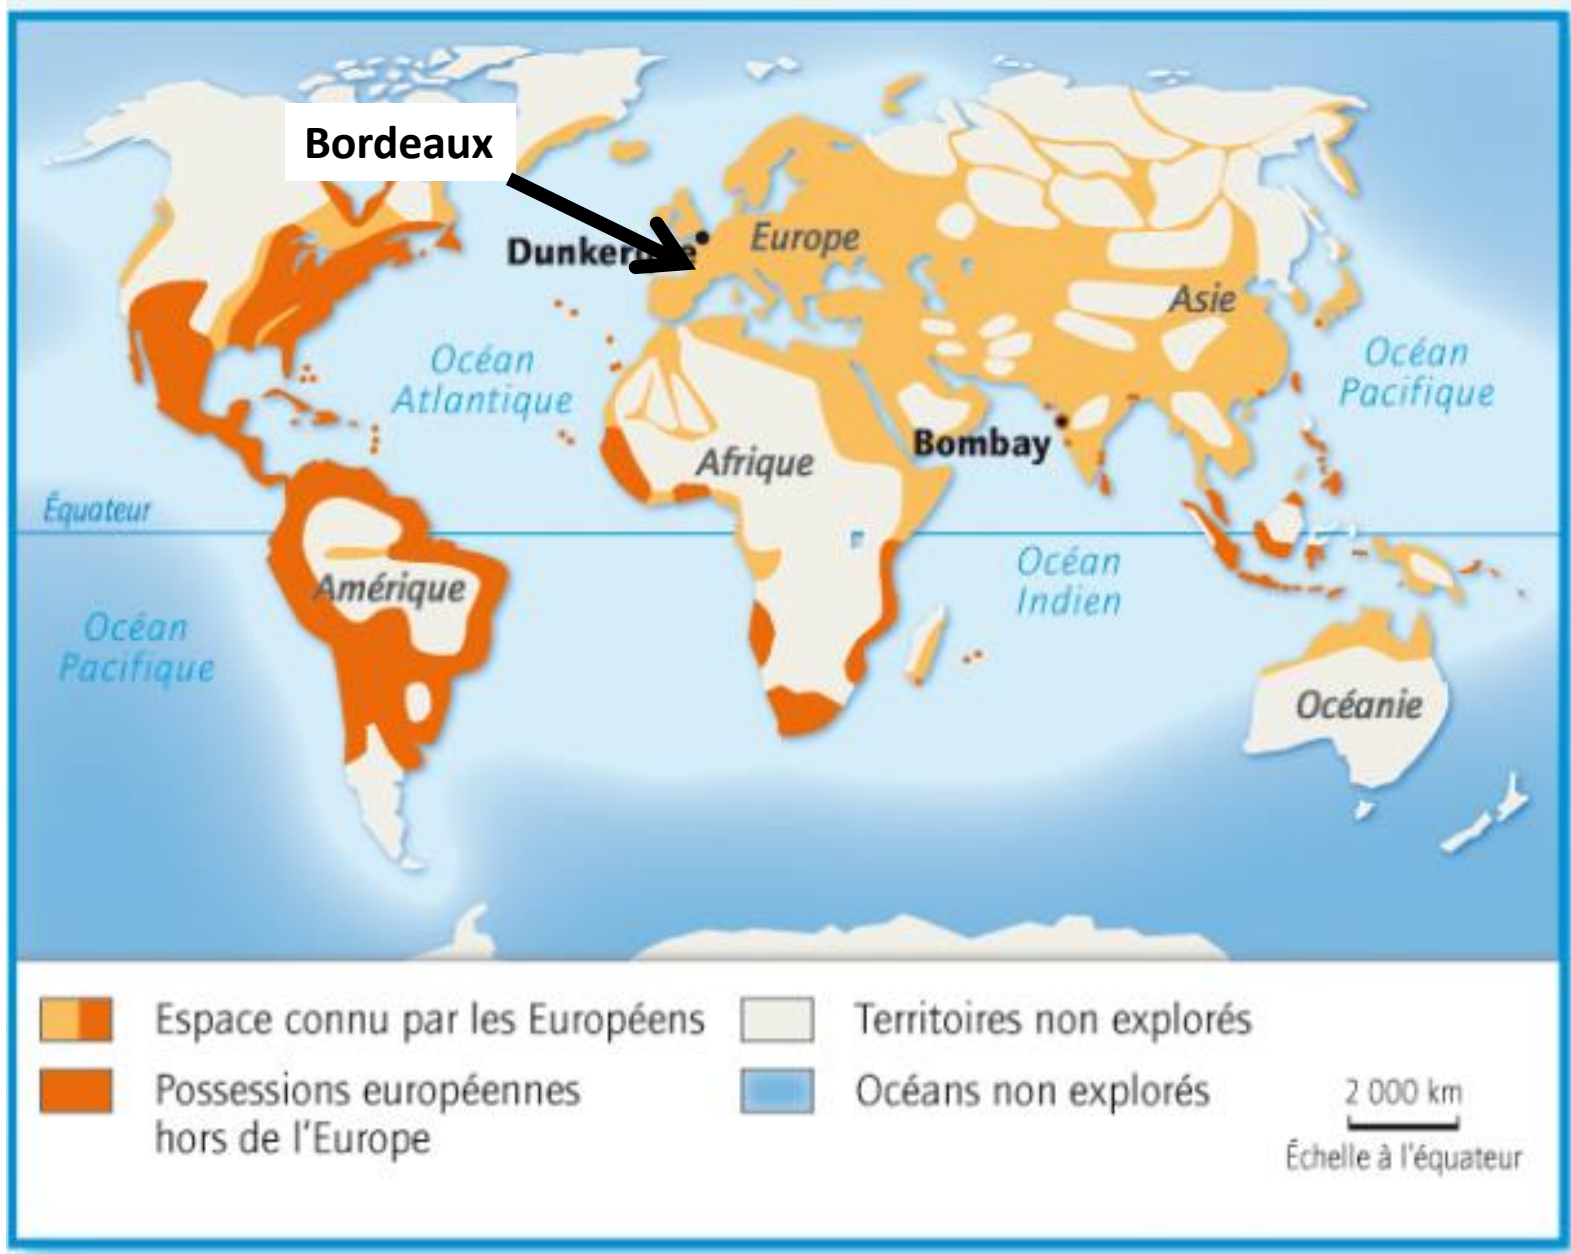 Bordeaux
Dunker
Europe
Asie
Océan
Atlantique
Océan
Pacifique
Afrique
Bombay
Équateur
Amérique
Océan
Indien
Océan
Pacifique
Océanie
Espace connu par les Européens
Possessions européennes
hors de l'Europe
Territoires non explorés
Océans non explorés
2 000 km
Échelle à l'équateur